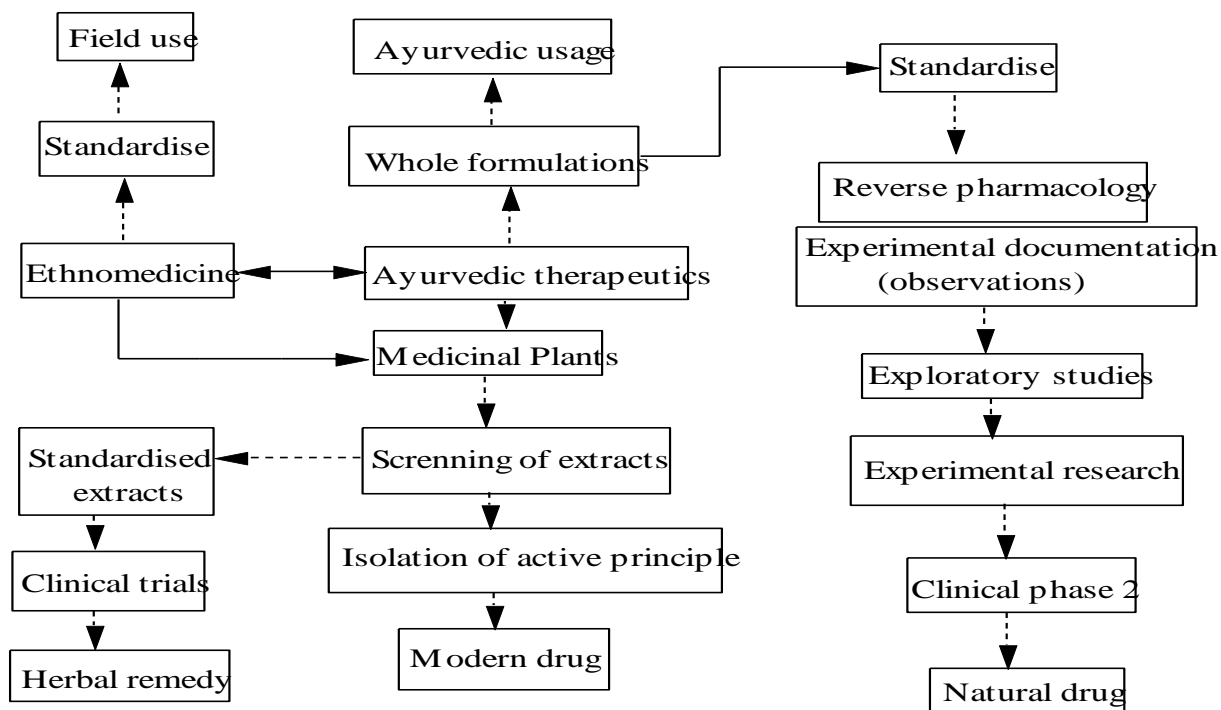 Field use
Ayurvedic usage
Standardise
Standardise
Whole formulations
Reverse pharmacology
Ethnomedicine
Ayurvedic therapeutics
Experimental documentation
(observations)
Medicinal Plants
Exploratory studies
Standardised
extracts
Screnning of extracts
Experimental research
Isolation of active principle
Clinical trials
Clinical phase 2
Modern drug
Herbal remedy
Natural drug